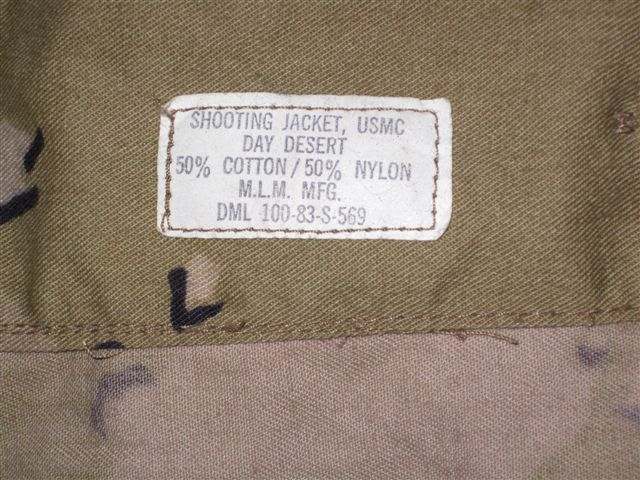 SHOOTING JACKET, USMC
DAY DESERT
50% COTTON / 50% NYLON
M.L.M. MFG.
DML 100-83-S-569